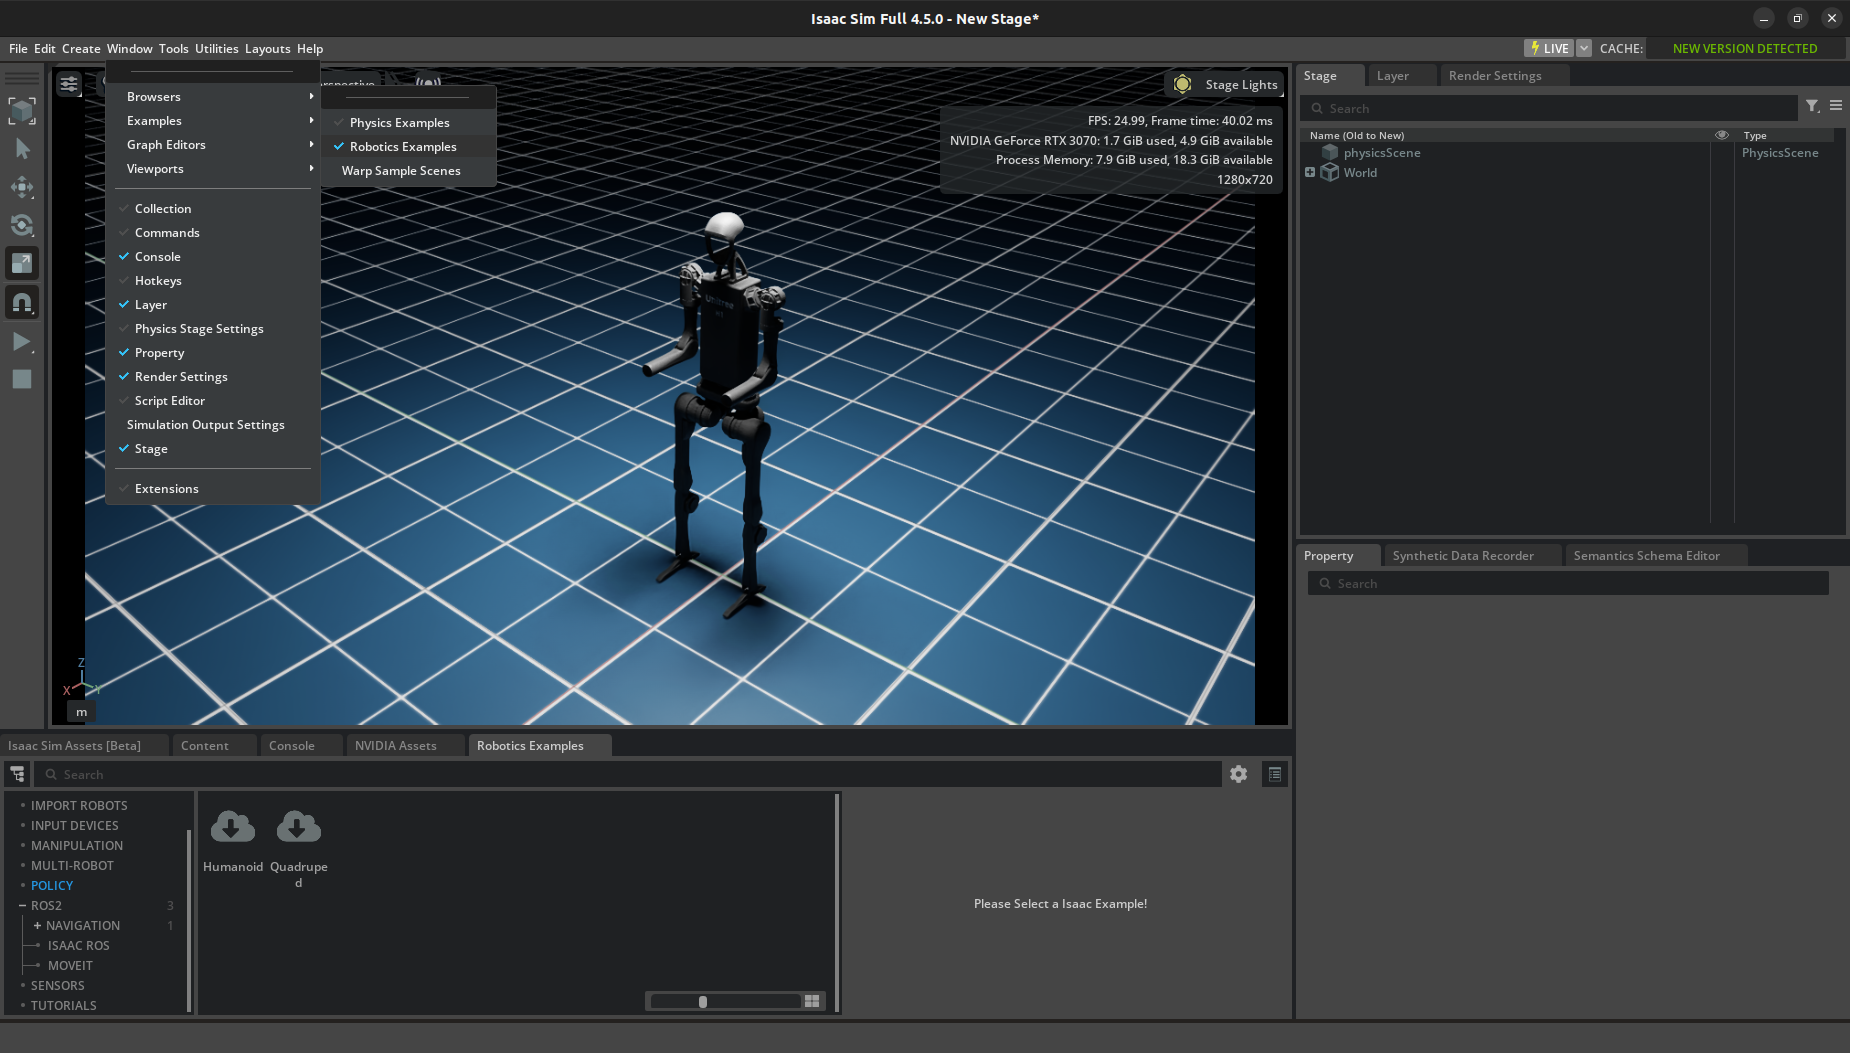 Isaac Sim Full 4.5.0 - New Stage*
File Edit Create Window Tools Utilities Layouts Help
LIVE CACHE: NEW VERSION DETECTED
Stage Lights
FPS: 24.99, Frame time: 40.02 ms
NVIDIA GeForce RTX 3070: 1.7 GiB used, 4.9 GiB available
Process Memory: 7.9 GiB used, 18.3 GiB available
1280x720
Browsers
Examples
Graph Editors
Viewports
Collection
Commands
Console
Hotkeys
Layer
Physics Stage Settings
Property
Render Settings
Script Editor
Simulation Output Settings
Stage
Extensions
Physics Examples
Robotics Examples
Warp Sample Scenes
Unitree
H1
Z
X Y
m
Stage Layer Render Settings
Search
Name (Old to New) Type
physicsScene PhysicsScene
World
Property Synthetic Data Recorder Semantics Schema Editor
Search
Isaac Sim Assets [Beta] Content Console NVIDIA Assets Robotics Examples
Search
IMPORT ROBOTS
INPUT DEVICES
MANIPULATION
MULTI-ROBOT
POLICY
ROS2 3
NAVIGATION 1
ISAAC ROS
MOVEIT
SENSORS
TUTORIALS
Humanoid
Quadrupe
d
Please Select a Isaac Example!